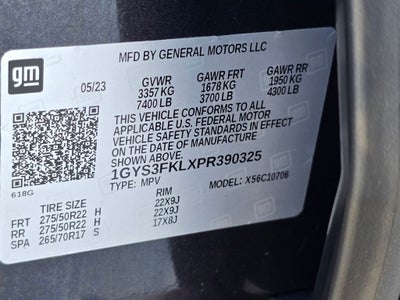 gm
MFD BY GENERAL MOTORS LLC
05/23 GVWR GAWR FRT GAWR RR
3357 KG 1678 KG 1950 KG
7400 LB 3700 LB 4300 LB
THIS VEHICLE CONFORMS TO ALL
APPLICABLE U.S. FEDERAL MOTOR
VEHICLE SAFETY STANDARDS IN EFFECT
ON THE DATE OF MANUFACTURE
SHOWN ABOVE.
1GYS3FKLXPR390325
618G TYPE: MPV MODEL: X56C10706
TIRE SIZE RIM
FRT 275/50R22 H 22X9J
RR 275/50R22 H 22X9J
SPA 265/70R17 S 17X8J